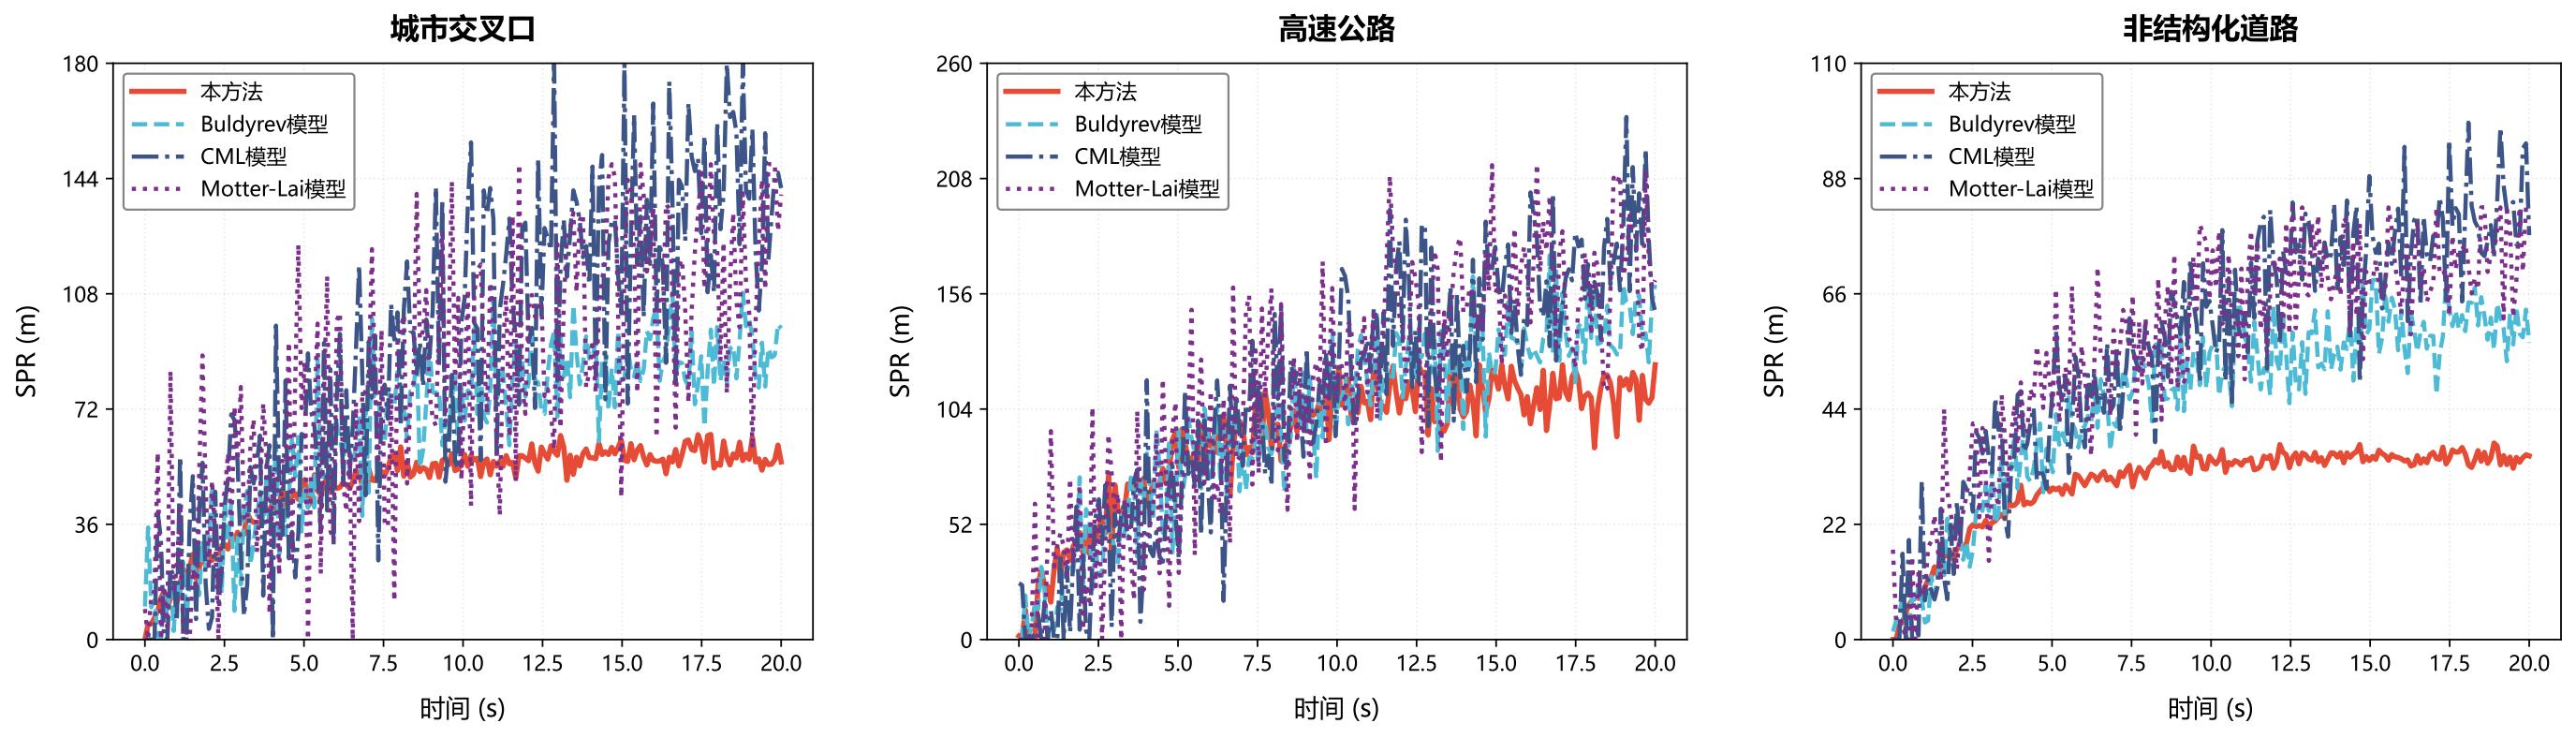 城市交叉口
180
144
108
72
36
0
SPR (m)
本方法
Buldyrev模型
CML模型
Motter-Lai模型
0.0 2.5 5.0 7.5 10.0 12.5 15.0 17.5 20.0
时间 (s)
高速公路
260
208
156
104
52
0
SPR (m)
本方法
Buldyrev模型
CML模型
Motter-Lai模型
0.0 2.5 5.0 7.5 10.0 12.5 15.0 17.5 20.0
时间 (s)
非结构化道路
110
88
66
44
22
0
SPR (m)
本方法
Buldyrev模型
CML模型
Motter-Lai模型
0.0 2.5 5.0 7.5 10.0 12.5 15.0 17.5 20.0
时间 (s)